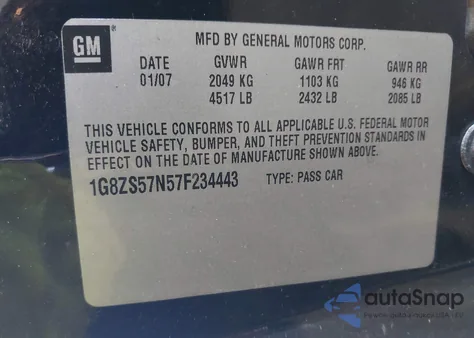 GM
MFD BY GENERAL MOTORS CORP.
DATE GVWR GAWR FRT GAWR RR
01/07 2049 KG 1103 KG 946 KG
4517 LB 2432 LB 2085 LB
THIS VEHICLE CONFORMS TO ALL APPLICABLE U.S. FEDERAL MOTOR
VEHICLE SAFETY, BUMPER, AND THEFT PREVENTION STANDARDS IN
EFFECT ON THE DATE OF MANUFACTURE SHOWN ABOVE.
1G8ZS57N57F234443 TYPE: PASS CAR
autoSnap